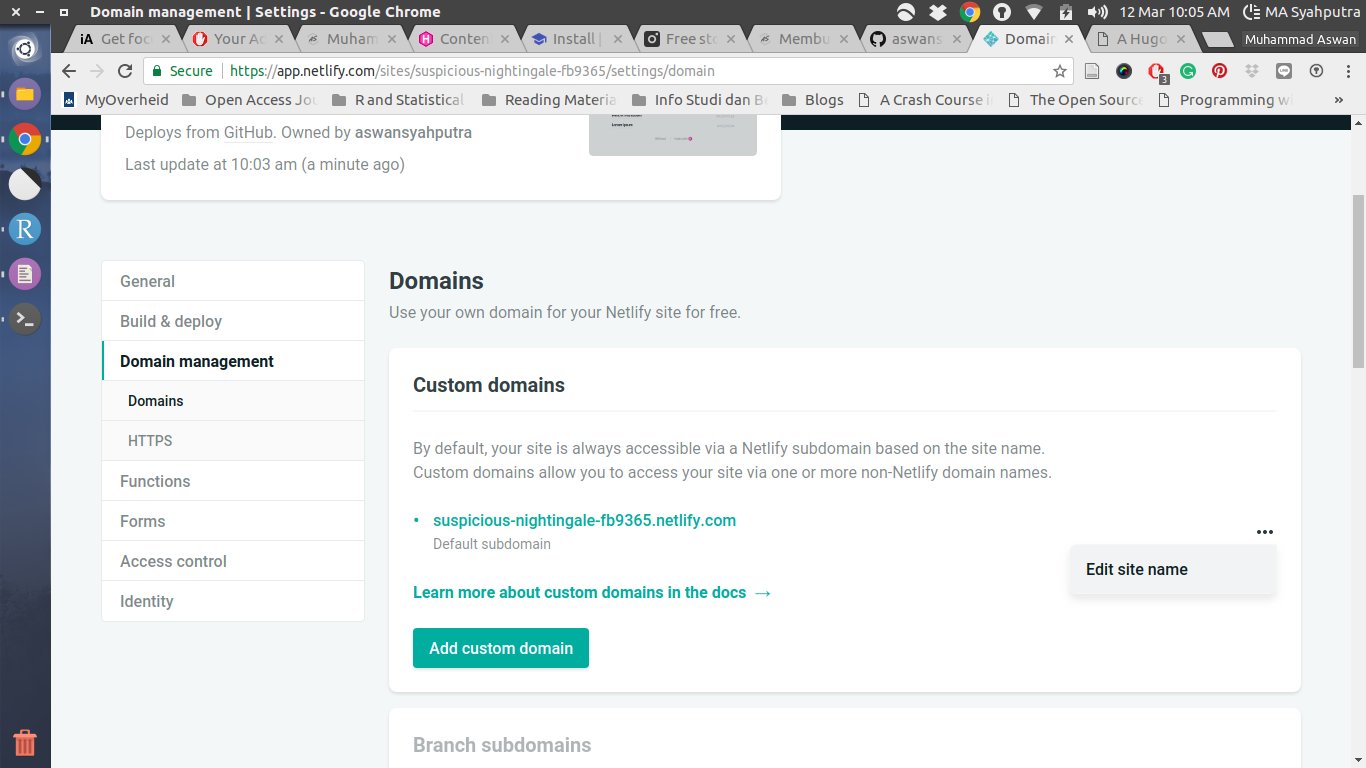 Domain management | Settings - Google Chrome
12 Mar 10:05 AM
MA Syahputra
iA Get foc
Your Ac
Muham
Conten
Install |
Free sto
Membu
aswans
Domain
A Hugo
Muhammad Aswan
Secure
https://app.netlify.com/sites/suspicious-nightingale-fb9365/settings/domain
3
MyOverheid
Open Access Jou
R and Statistical
Reading Materia
Info Studi dan B
Blogs
A Crash Course i
The Open Sourc
Programming w
»
Deploys from GitHub. Owned by aswansyahputra
Last update at 10:03 am (a minute ago)
General
Build & deploy
Domain management
Domains
HTTPS
Functions
Forms
Access control
Identity
Domains
Use your own domain for your Netlify site for free.
Custom domains
By default, your site is always accessible via a Netlify subdomain based on the site name.
Custom domains allow you to access your site via one or more non-Netlify domain names.
• suspicious-nightingale-fb9365.netlify.com
Default subdomain
Edit site name
Learn more about custom domains in the docs →
Add custom domain
Branch subdomains